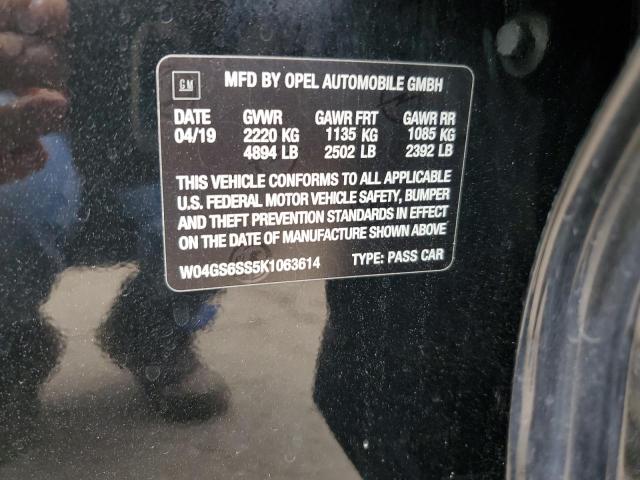 GM
MFD BY OPEL AUTOMOBILE GMBH
DATE GVWR GAWR FRT GAWR RR
04/19 2220 KG 1135 KG 1085 KG
4894 LB 2502 LB 2392 LB
THIS VEHICLE CONFORMS TO ALL APPLICABLE
U.S. FEDERAL MOTOR VEHICLE SAFETY, BUMPER
AND THEFT PREVENTION STANDARDS IN EFFECT
ON THE DATE OF MANUFACTURE SHOWN ABOVE
W04GS6SS5K1063614 TYPE: PASS CAR